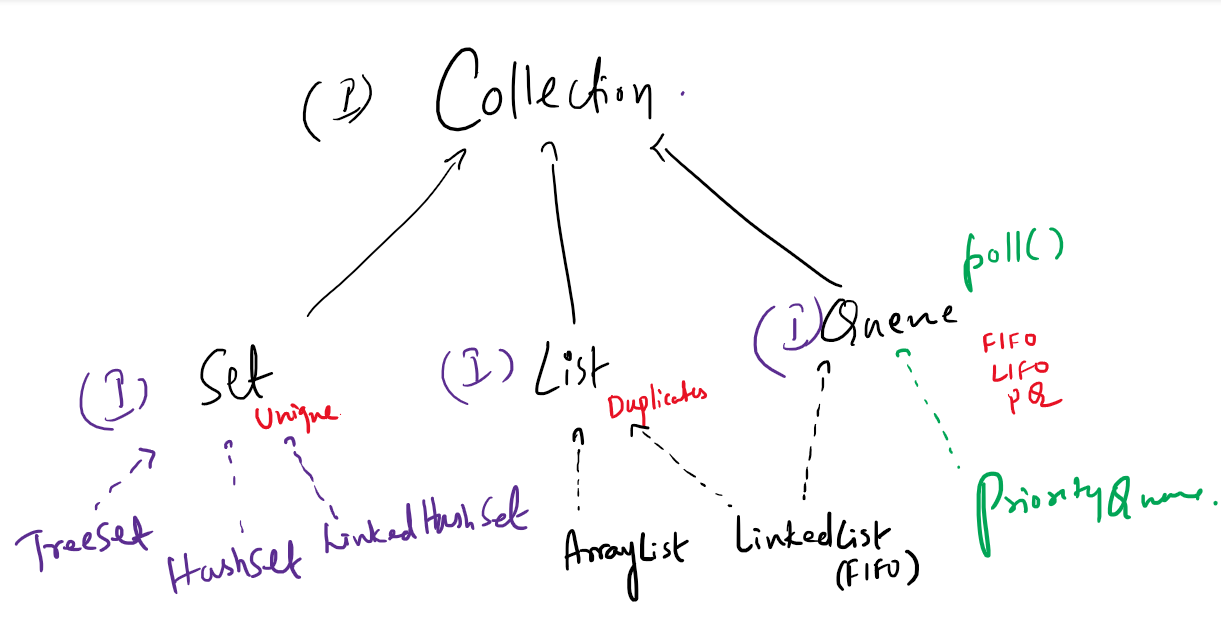 (I) Collection.
poll()
(I) Queue
FIFO
LIFO
PQ
(I) Set
Unique
(I) List
Duplicates
TreeSet
HashSet
LinkedHashSet
ArrayList
LinkedList
(FIFO)
PriorityQueue.